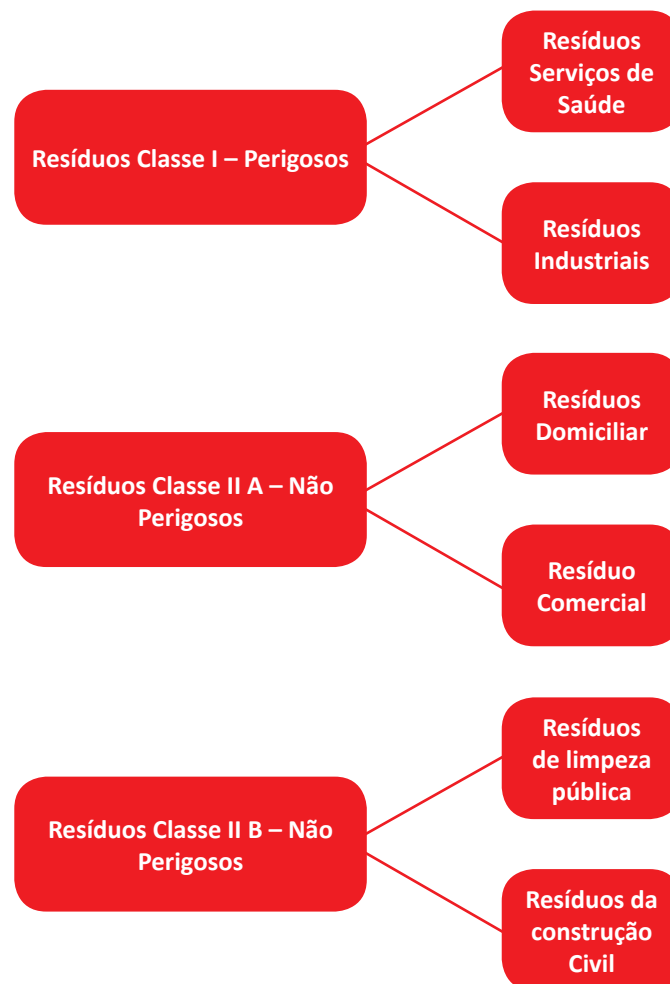 Resíduos
Serviços de
Saúde
Resíduos Classe I – Perigosos
Resíduos
Industriais
Resíduos
Domiciliar
Resíduos Classe II A – Não
Perigosos
Resíduo
Comercial
Resíduos
de limpeza
pública
Resíduos Classe II B – Não
Perigosos
Resíduos da
construção
Civil